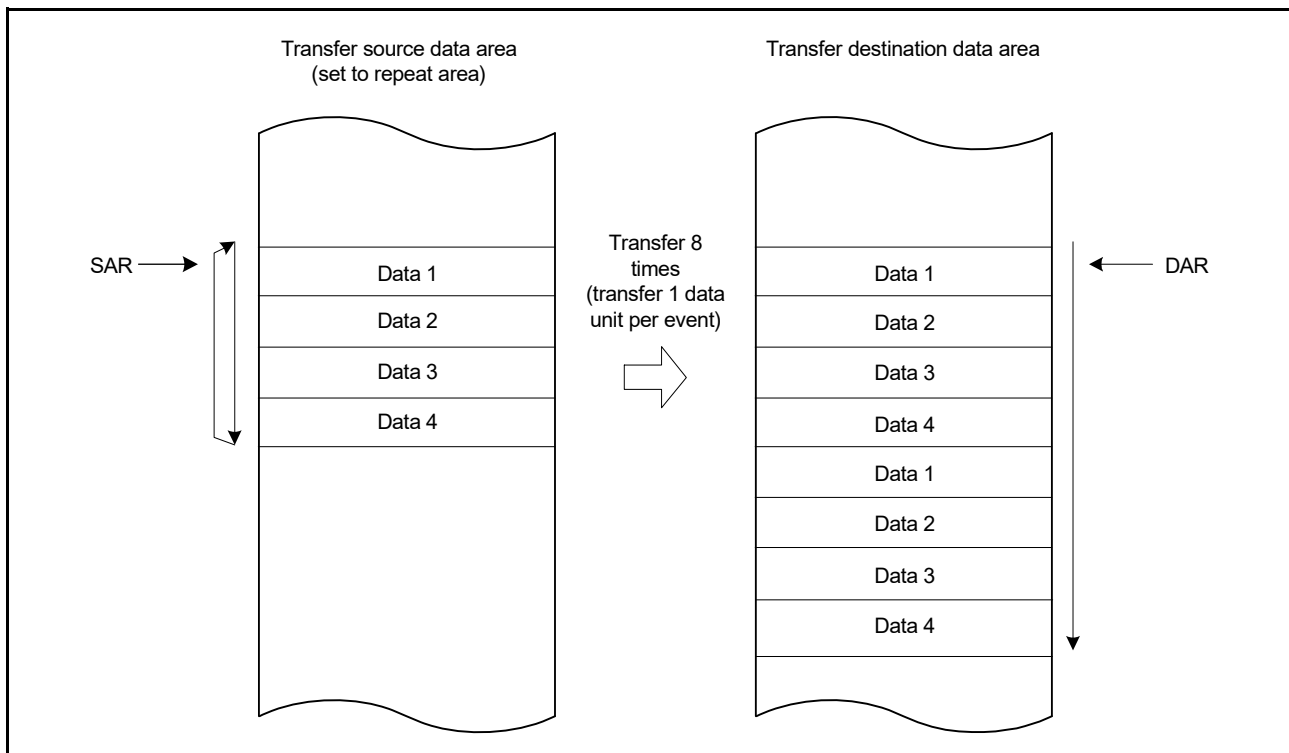 Transfer source data area
(set to repeat area)
Transfer destination data area
SAR
Data 1
Data 2
Data 3
Data 4
Transfer 8
times
(transfer 1 data
unit per event)
Data 1
Data 2
Data 3
Data 4
Data 1
Data 2
Data 3
Data 4
DAR